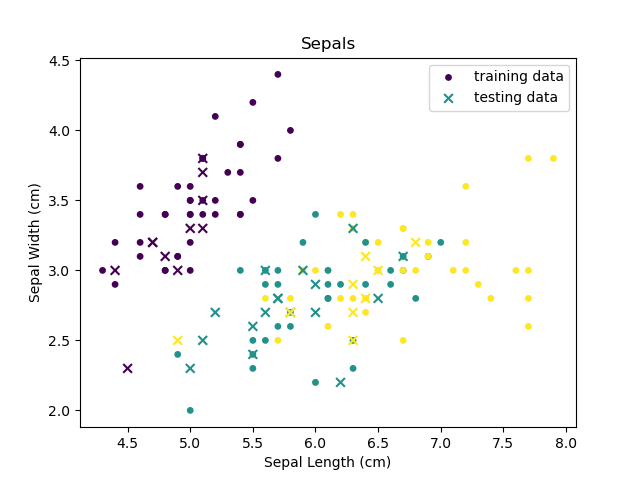 Sepals
training data
testing data
Sepal Width (cm)
4.5
4.0
3.5
3.0
2.5
2.0
4.5 5.0 5.5 6.0 6.5 7.0 7.5 8.0
Sepal Length (cm)